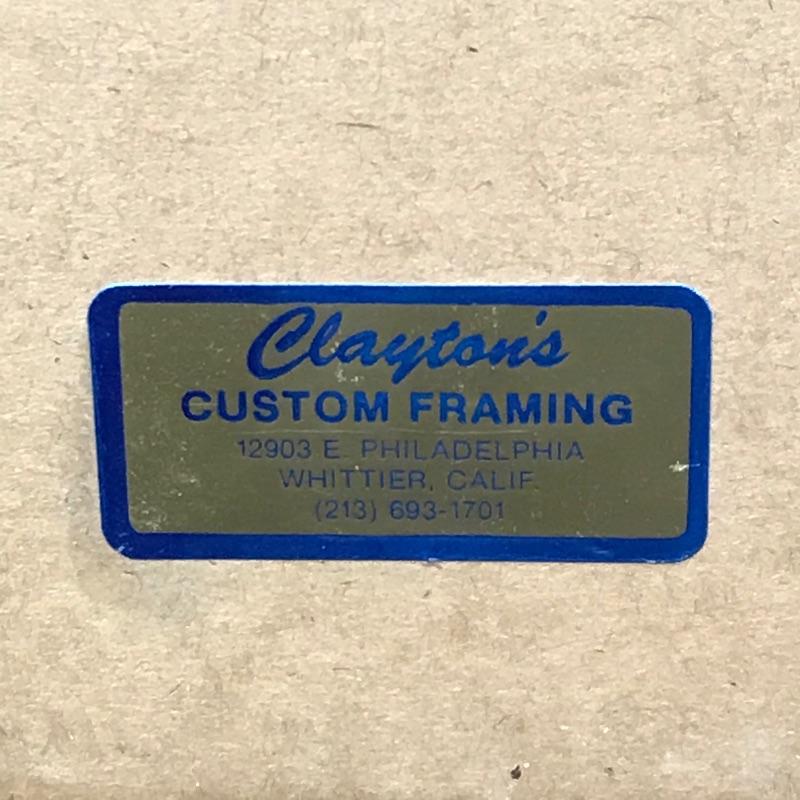 Clayton's
CUSTOM FRAMING
12903 E. PHILADELPHIA
WHITTIER, CALIF.
(213) 693-1701